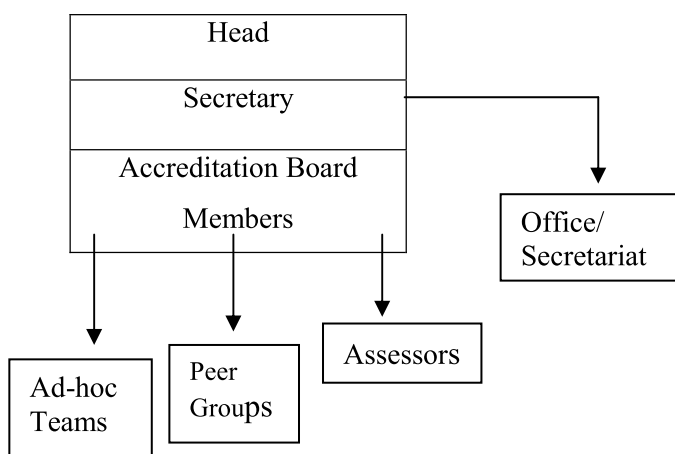 Head
Secretary
Accreditation Board
Members
Office/
Secretariat
Assessors
Peer
Groups
Ad-hoc
Teams